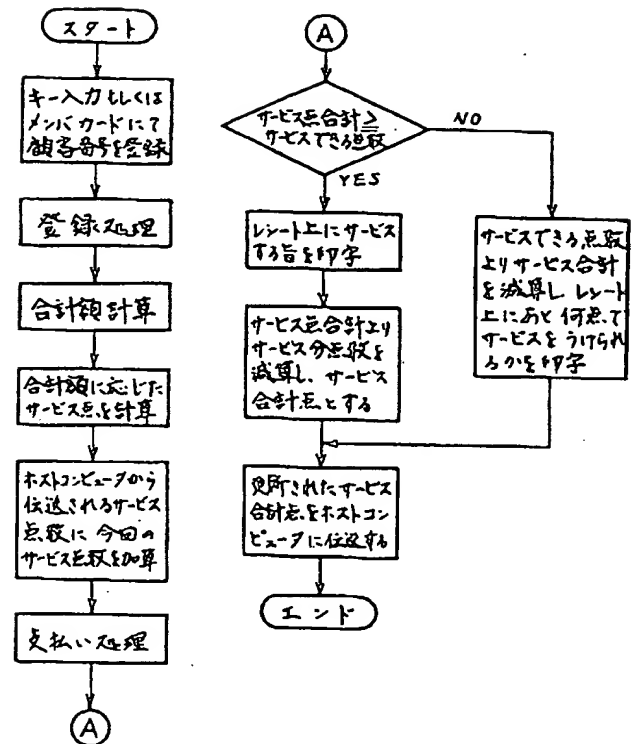 スタート
キー入力もしくは
メンバカードにて
顧客番号を登録
登録処理
合計額計算
合計額に応じた
サービス点を計算
ホストコンピュータから
伝送されるサービス
点数に今回の
サービス点数を加算
支払い処理
A
A
サービス点合計≧
サービスできる点数
NO
YES
レシート上にサービス
する旨を印字
サービス点合計より
サービス分点数を
減算し、サービス
合計点とする
サービスできる点数
よりサービス合計
を減算し、レシート
上にあと何点で
サービスをうけられ
るかを印字
更新されたサービス
合計点をホストコン
ピュータに伝送する
エンド